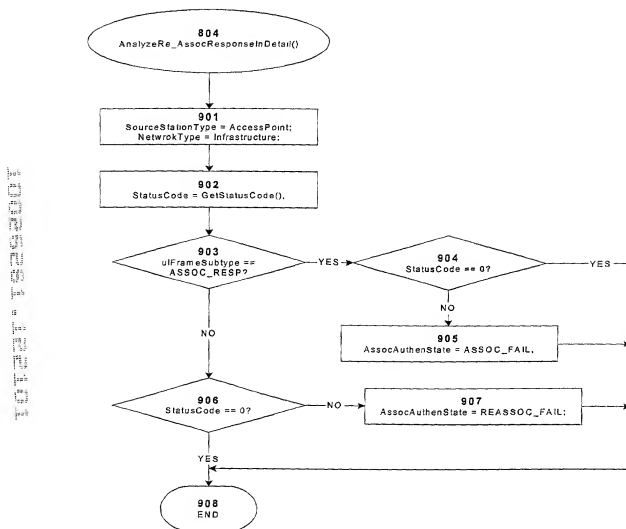 804
AnalyzeRe_AssocResponseInDetail()
901
SourceStationType = AccessPoint;
NetwrokType = Infrastructure;
902
StatusCode = GetStatusCode(),
903
ulFrameSubtype ==
ASSOC_RESP?
YES
904
StatusCode == 0?
YES
NO
NO
905
AssocAuthenState = ASSOC_FAIL,
906
StatusCode == 0?
NO
907
AssocAuthenState = REASSOC_FAIL;
YES
908
END